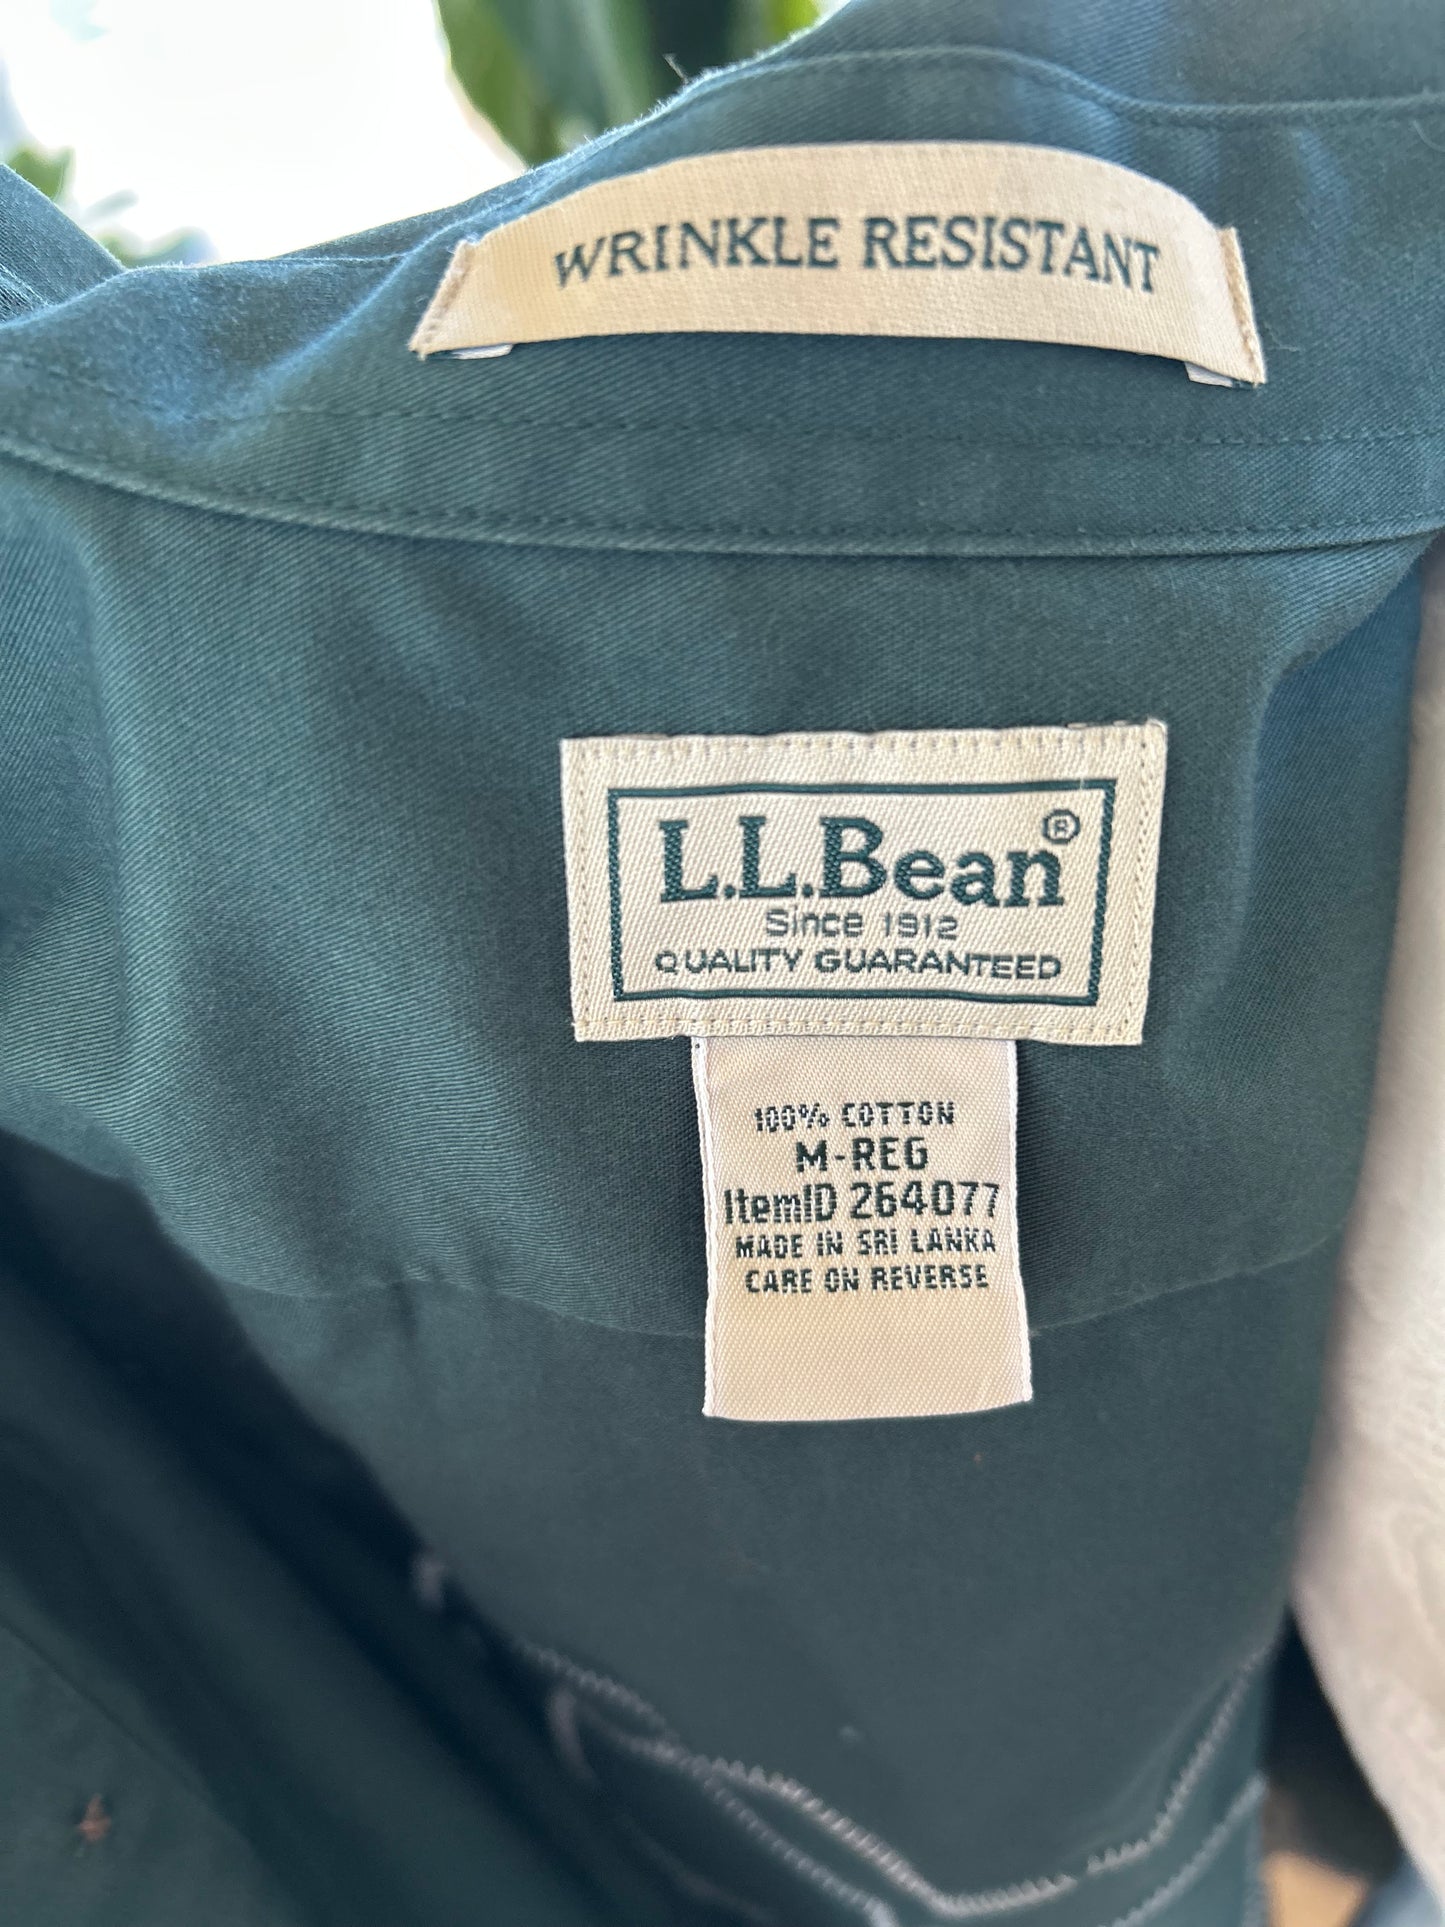 WRINKLE RESISTANT
L.L.Bean®
Since 1912
QUALITY GUARANTEED
100% COTTON
M-REG
ItemID 264077
MADE IN SRI LANKA
CARE ON REVERSE